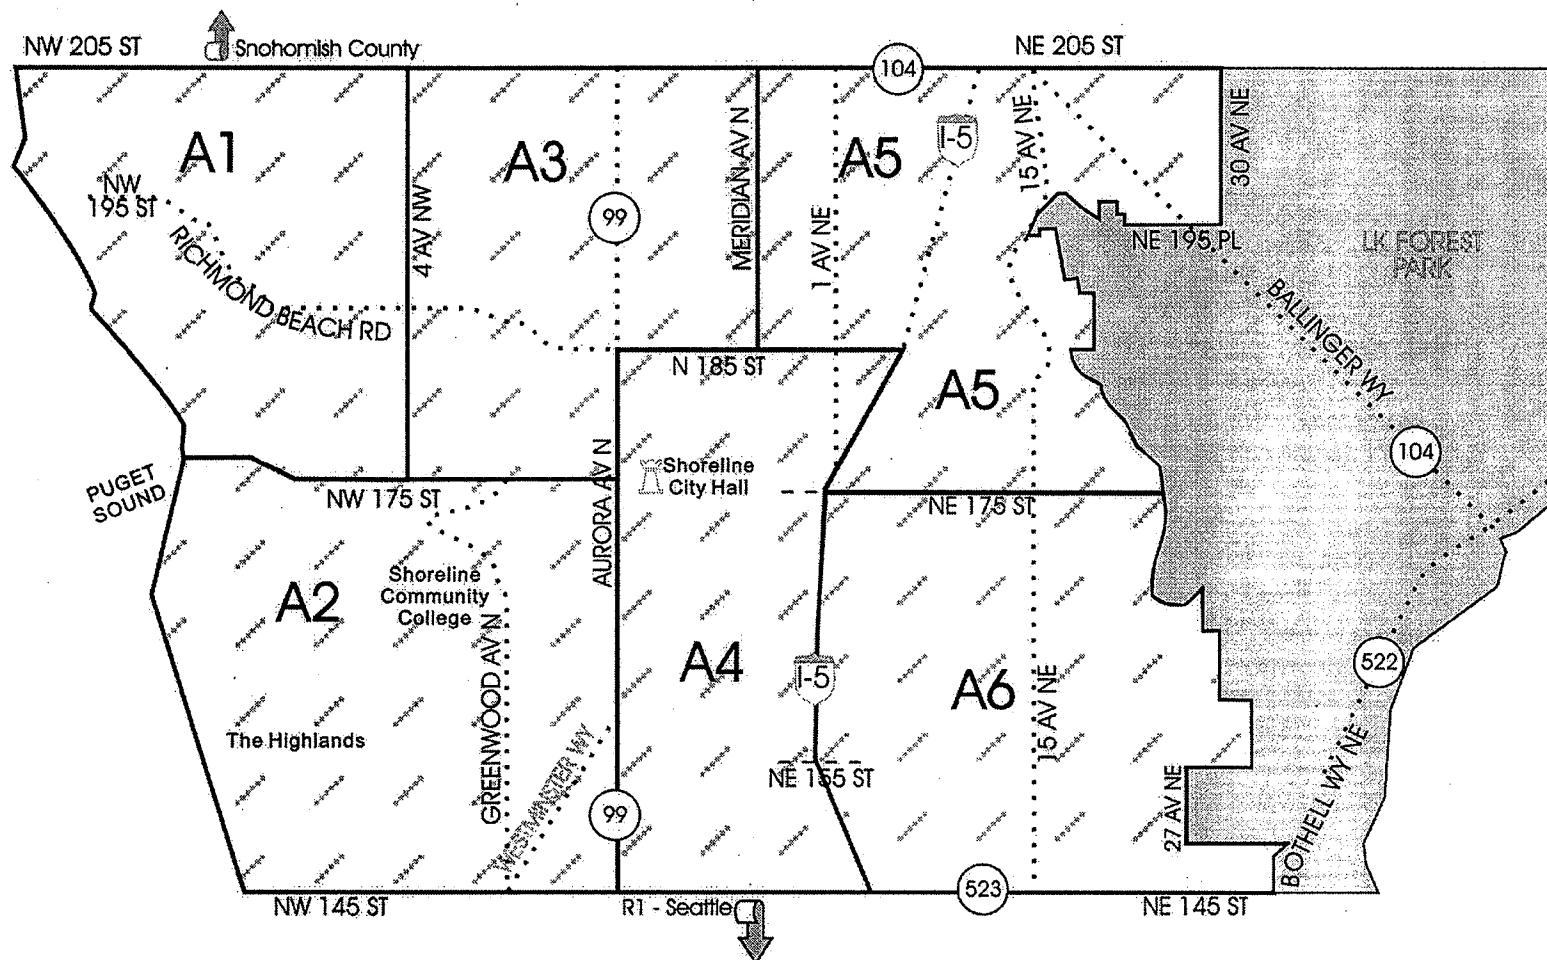 NW 205 ST
Snohomish County
NE 205 ST
104
A1
A3
A5
I-5
15 AV NE
30 AV NE
MERIDIAN AV N
4 AV NW
99
1 AV NE
NW
195 ST
RICHMOND BEACH RD
NE 195 PL
LK FOREST
PARK
BALLINGER WY
N 185 ST
A5
104
PUGET
SOUND
NW 175 ST
AURORA AV N
Shoreline
City Hall
NE 175 ST
A2
Shoreline
Community
College
GREENWOOD AV N
A4
I-5
A6
15 AV NE
522
The Highlands
WESTMINSTER WY
99
NE 155 ST
27 AV NE
BOTHELL WY NE
523
NW 145 ST
R1 - Seattle
NE 145 ST